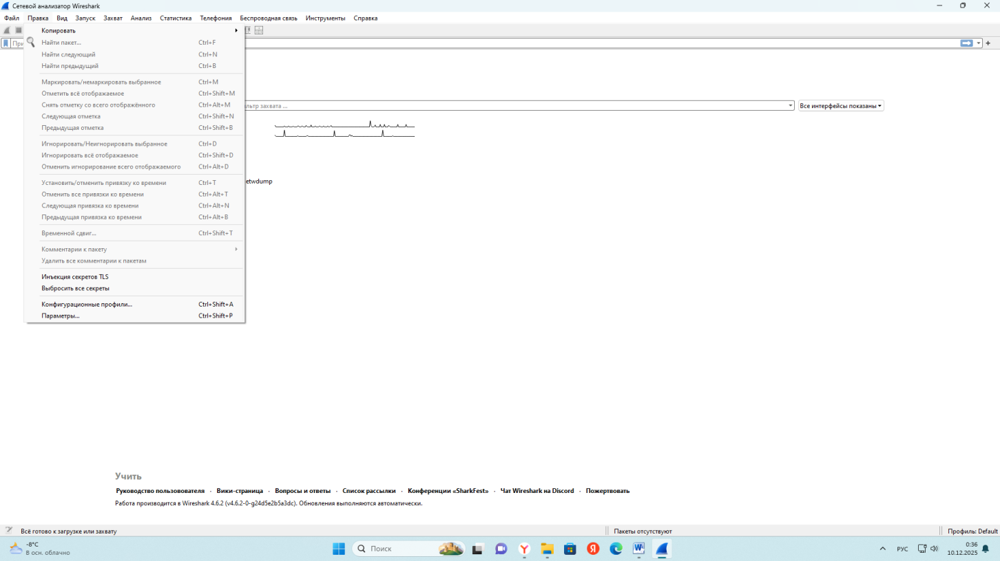 Сетевой анализатор Wireshark
Файл Правка Вид Запуск Захват Анализ Статистика Телефония Беспроводная связь Инструменты Справка
Копировать
При
Найти пакет... Ctrl+F
Найти следующий Ctrl+N
Найти предыдущий Ctrl+B
Маркировать/немаркировать выбранное Ctrl+M
Отметить всё отображаемое Ctrl+Shift+M
Снять отметку со всего отображённого Ctrl+Alt+M
льтр захвата ... Все интерфейсы показаны
Следующая отметка Ctrl+Shift+N
Предыдущая отметка Ctrl+Shift+B
Игнорировать/Неигнорировать выбранное Ctrl+D
Игнорировать всё отображаемое Ctrl+Shift+D
Отменить игнорирование всего отображаемого Ctrl+Alt+D
etwdump
Установить/отменить привязку ко времени Ctrl+T
Отменить все привязки ко времени Ctrl+Alt+T
Следующая привязка ко времени Ctrl+Alt+N
Предыдущая привязка ко времени Ctrl+Alt+B
Временной сдвиг... Ctrl+Shift+T
Комментарии к пакету
Удалить все комментарии к пакетам
Инъекция секретов TLS
Выбросить все секреты
Конфигурационные профили... Ctrl+Shift+A
Параметры... Ctrl+Shift+P
Учить
Руководство пользовователя · Вики-страница · Вопросы и ответы · Список рассылки · Конференции «SharkFest» · Чат Wireshark на Discord · Пожертвовать
Работа производится в Wireshark 4.6.2 (v4.6.2-0-g24d5e2b5a3dc). Обновления выполняются автоматически.
Всё готово к загрузке или захвату Пакеты отсутствуют Профиль: Default
-8°C
В осн. облачно
Поиск
РУС
0:36
10.12.2025